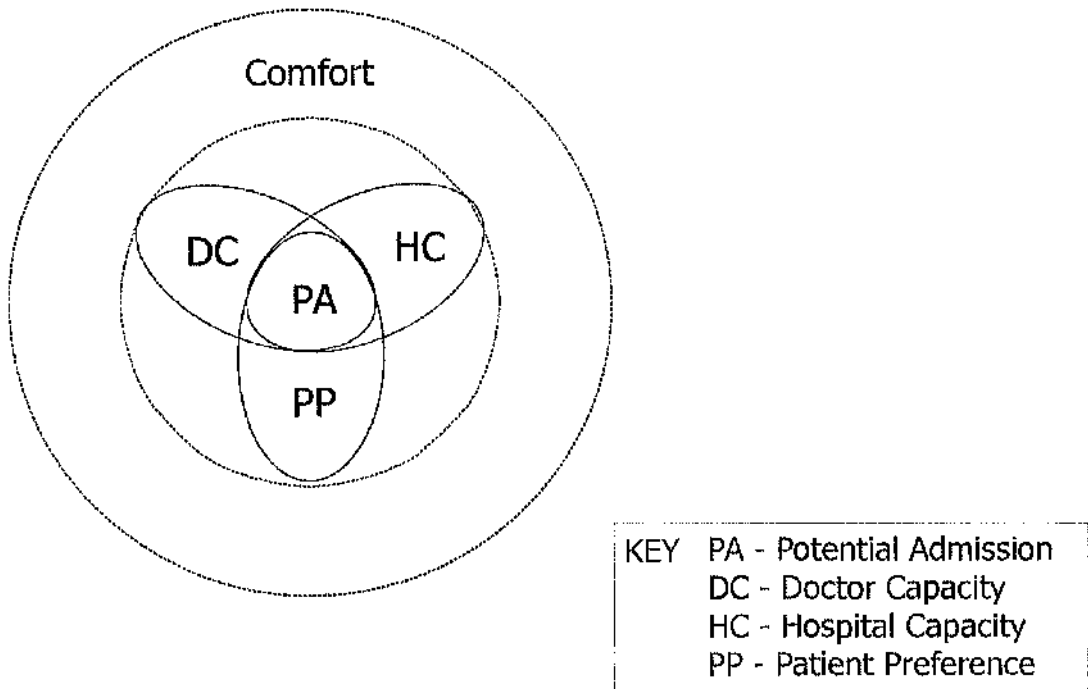 Comfort
DC
HC
PA
PP
KEY PA - Potential Admission
DC - Doctor Capacity
HC - Hospital Capacity
PP - Patient Preference